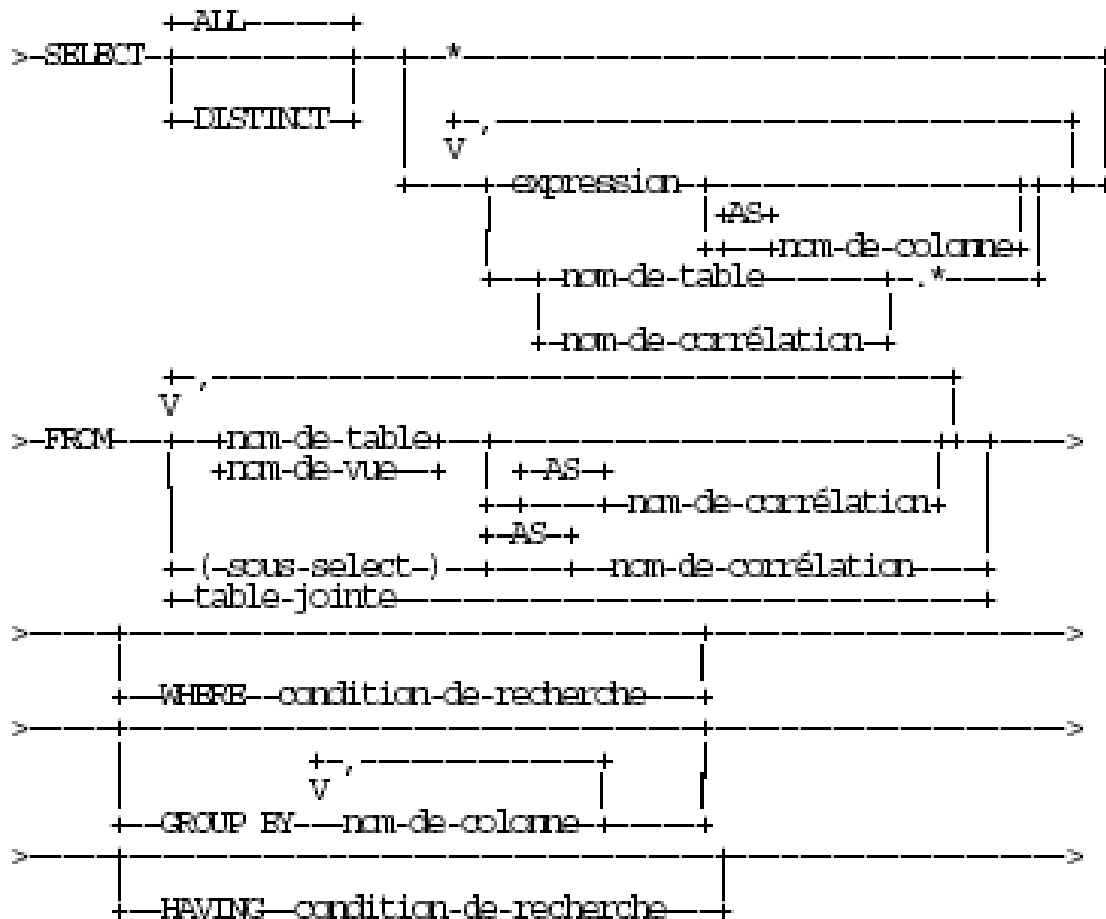 +--ALL------+
>-SELECT-+-----------+--+--*--------------------------------------+
+--DISTINCT-+
+-,-----------------------------------+
V
+-----+-expression-+------------------+-+-+-+
|+AS+
++--+nom-de-colonne+
+--+-nom-de-table-------+-.*------+
+-nom-de-corrélation-+
+-,-------------------------------------------+
V
>-FROM---+--+nom-de-table+--+--------------------------++-+---->
+nom-de-vue--+
+-AS--+
+-+-----+-nom-de-corrélation+
+-AS-+
+-(-sous-select-)--+----+--nom-de-corrélation----+
+-table-jointe-----------------------------------+
>-----+----------------------------------+--------------------->
+--WHERE--condition-de-recherche---+
>-----+----------------------------------+--------------------->
+-,--------------+
V
+--GROUP BY---nom-de-colonne-+-----+
>-----+-----------------------------------+-------------------->
+--HAVING--condition-de-recherche---+